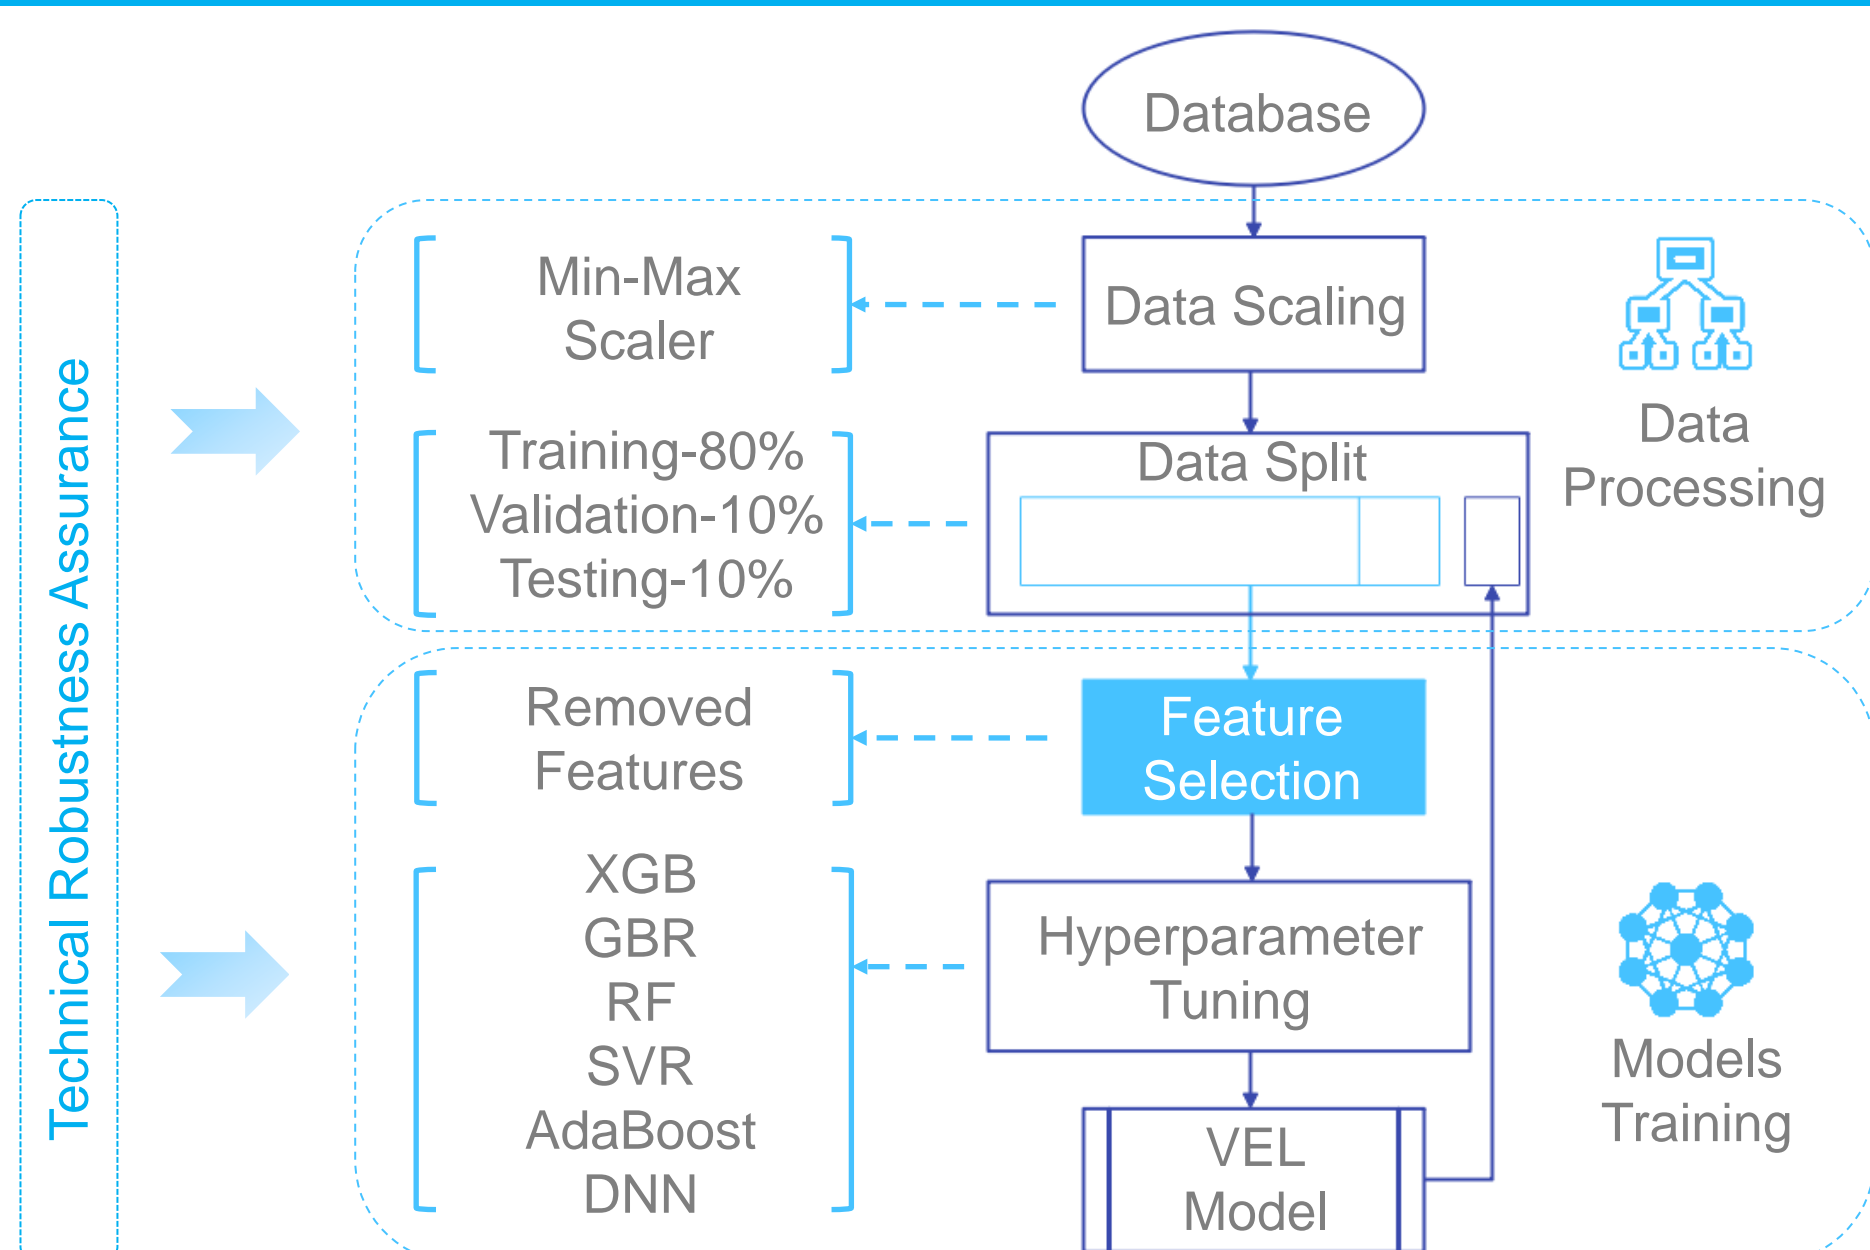 Database
Technical Robustness Assurance
Min-Max
Scaler
Data Scaling
Data
Processing
Training-80%
Validation-10%
Testing-10%
Data Split
Removed
Features
Feature
Selection
XGB
GBR
RF
SVR
AdaBoost
DNN
Hyperparameter
Tuning
Models
Training
VEL
Model